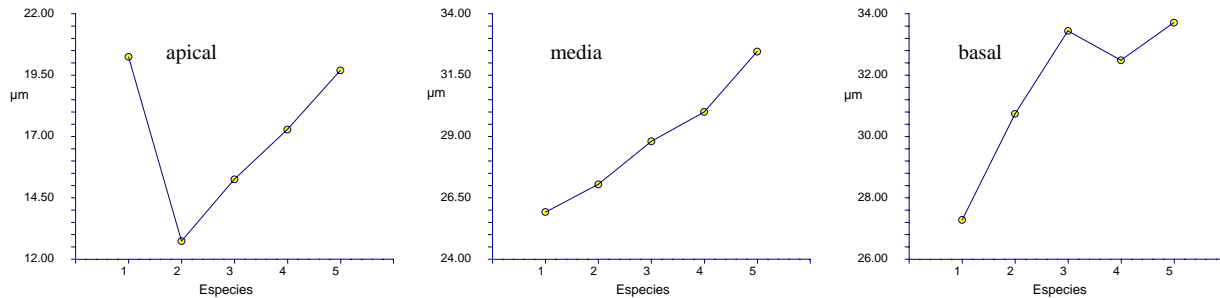 22.00
apical
19.50
µm
17.00
14.50
12.00
1 2 3 4 5
Especies
34.00
media
31.50
µm
29.00
26.50
24.00
1 2 3 4 5
Especies
34.00
basal
32.00
µm
30.00
28.00
26.00
1 2 3 4 5
Especies